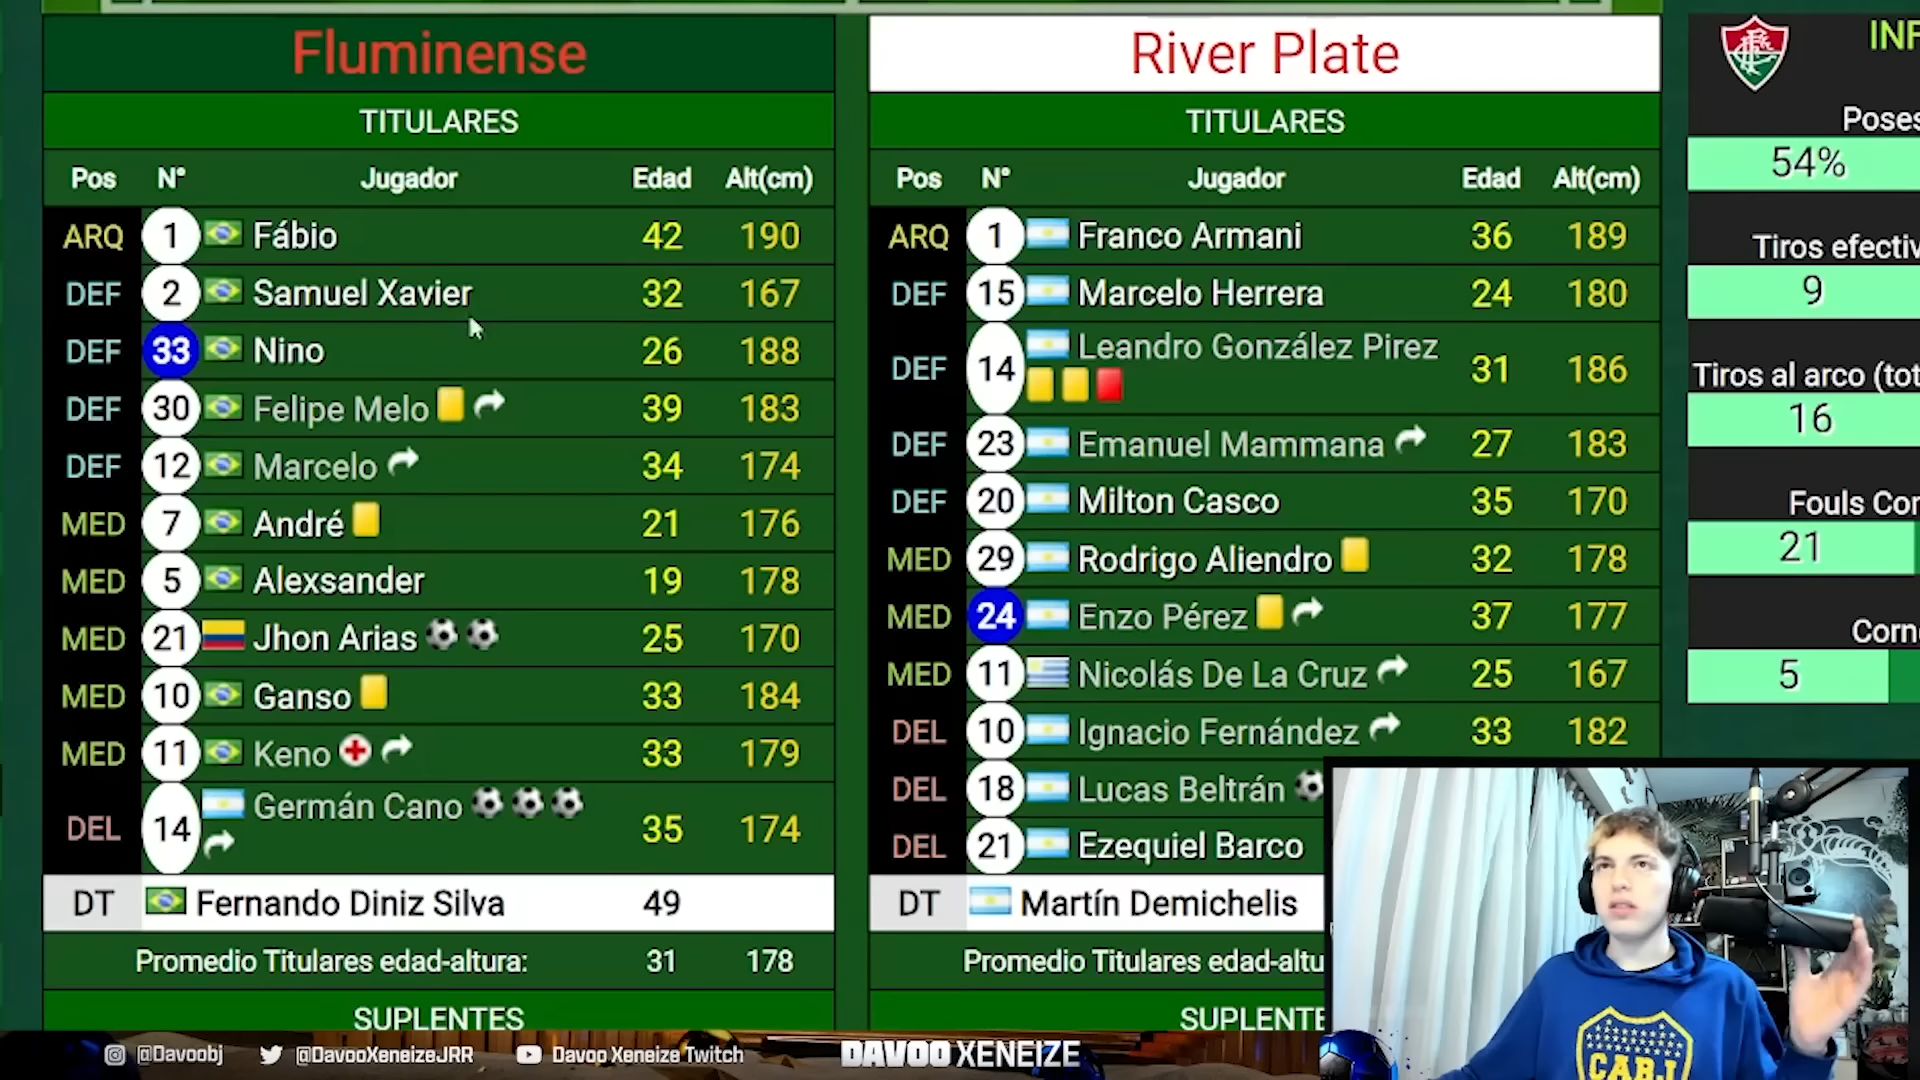 Fluminense
TITULARES
Pos N° Jugador Edad Alt(cm)
ARQ 1 Fábio 42 190
DEF 2 Samuel Xavier 32 167
DEF 33 Nino 26 188
DEF 30 Felipe Melo 39 183
DEF 12 Marcelo 34 174
MED 7 André 21 176
MED 5 Alexsander 19 178
MED 21 Jhon Arias 25 170
MED 10 Ganso 33 184
MED 11 Keno 33 179
DEL 14 Germán Cano 35 174
DT Fernando Diniz Silva 49
Promedio Titulares edad-altura: 31 178
SUPLENTES
River Plate
TITULARES
Pos N° Jugador Edad Alt(cm)
ARQ 1 Franco Armani 36 189
DEF 15 Marcelo Herrera 24 180
DEF 14 Leandro González Pirez 31 186
DEF 23 Emanuel Mammana 27 183
DEF 20 Milton Casco 35 170
MED 29 Rodrigo Aliendro 32 178
MED 24 Enzo Pérez 37 177
MED 11 Nicolás De La Cruz 25 167
DEL 10 Ignacio Fernández 33 182
DEL 18 Lucas Beltrán
DEL 21 Ezequiel Barco
DT Martín Demichelis
Promedio Titulares edad-altu
SUPLENTE
INF
Poses
54%
Tiros efectiv
9
Tiros al arco (tot
16
Fouls Cor
21
Corn
5
CABJ
@Davoobj @DavooXeneizeJRR Davoo Xeneize Twitch DAVOO XENEIZE